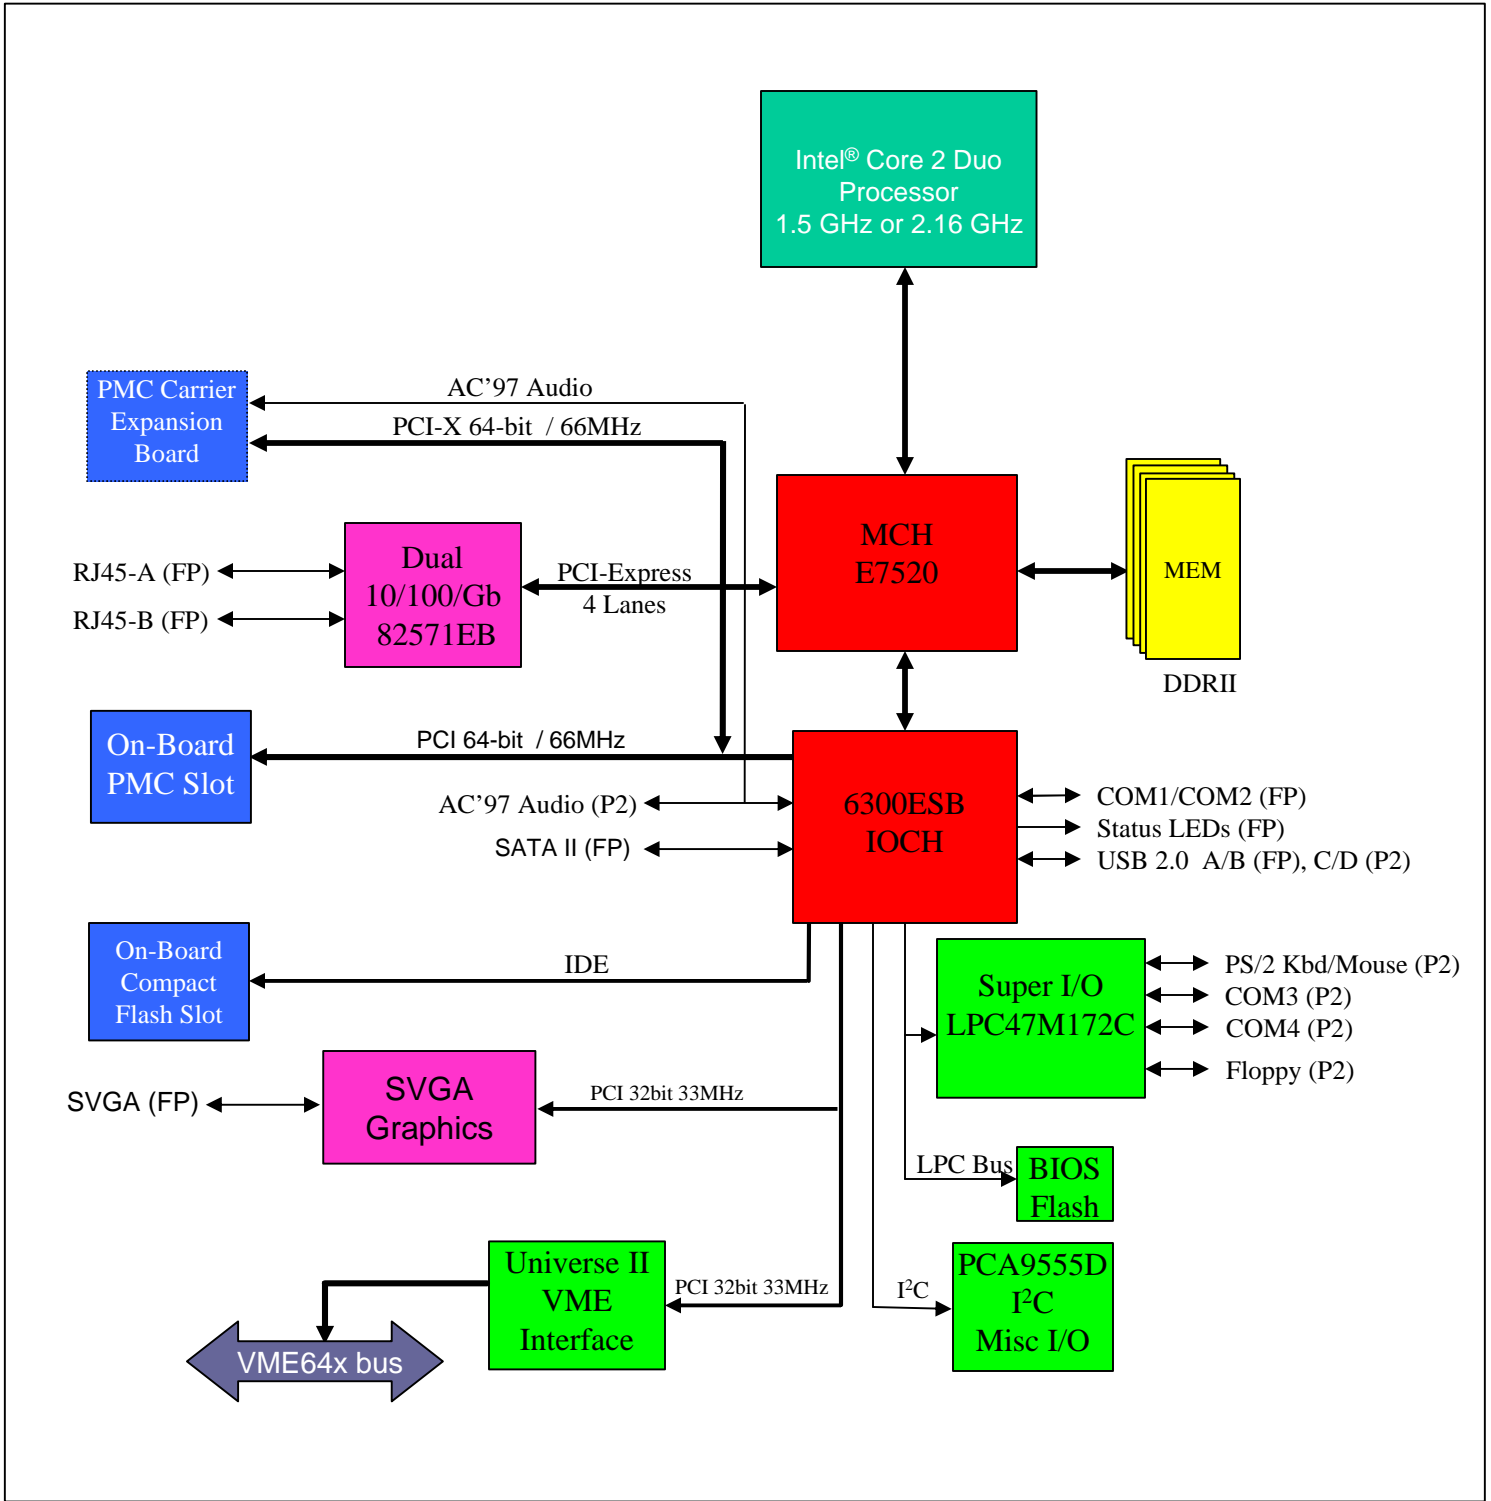 Intel® Core 2 Duo
Processor
1.5 GHz or 2.16 GHz
PMC Carrier
Expansion
Board
AC’97 Audio
PCI-X 64-bit / 66MHz
MCH
E7520
MEM
DDRII
RJ45-A (FP)
RJ45-B (FP)
Dual
10/100/Gb
82571EB
PCI-Express
4 Lanes
On-Board
PMC Slot
PCI 64-bit / 66MHz
AC’97 Audio (P2)
SATA II (FP)
6300ESB
IOCH
COM1/COM2 (FP)
Status LEDs (FP)
USB 2.0 A/B (FP), C/D (P2)
On-Board
Compact
Flash Slot
IDE
Super I/O
LPC47M172C
PS/2 Kbd/Mouse (P2)
COM3 (P2)
COM4 (P2)
Floppy (P2)
SVGA (FP)
SVGA
Graphics
PCI 32bit 33MHz
LPC Bus
BIOS
Flash
Universe II
VME
Interface
PCI 32bit 33MHz
I²C
PCA9555D
I²C
Misc I/O
VME64x bus